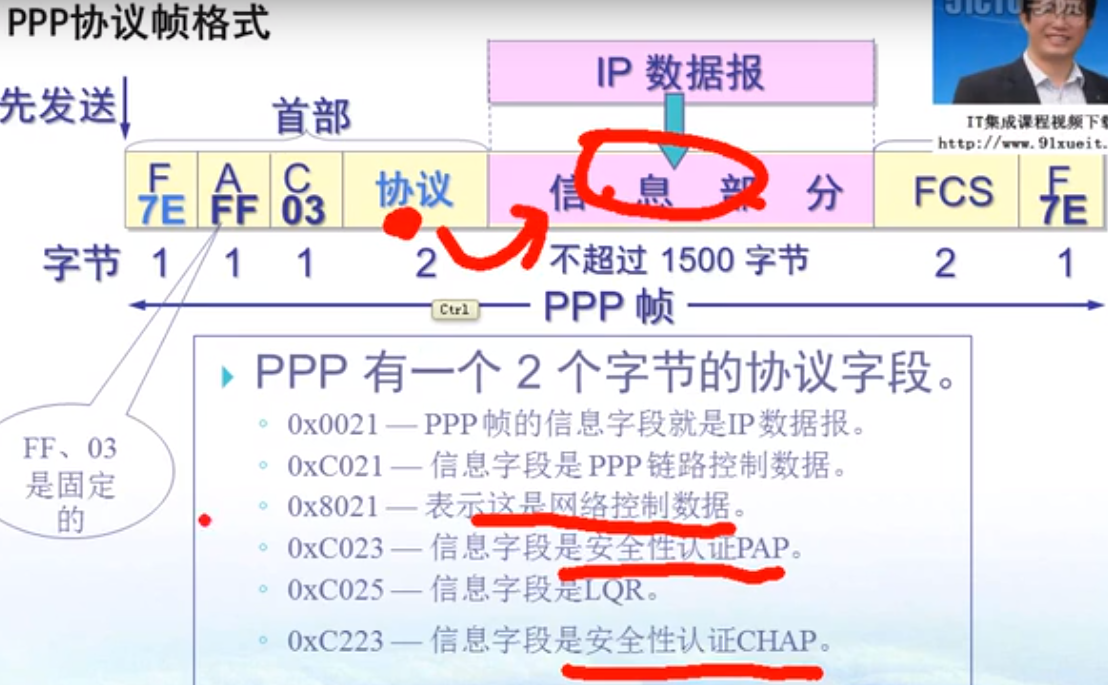 PPP协议帧格式
51CTO学院
IP 数据报
先发送
首部
IT集成课程视频下载
http://www.91xueit.
F
7E
A
FF
C
03
协议
信 息 部 分
FCS
F
7E
字节 1 1 1 2 不超过 1500 字节 2 1
Ctrl
PPP 帧
PPP 有一个 2 个字节的协议字段。
0x0021 — PPP 帧的信息字段就是IP 数据报。
0xC021 — 信息字段是 PPP 链路控制数据。
0x8021 — 表示这是网络控制数据。
0xC023 — 信息字段是安全性认证PAP。
0xC025 — 信息字段是LQR。
0xC223 — 信息字段是安全性认证CHAP。
FF、03
是固定
的